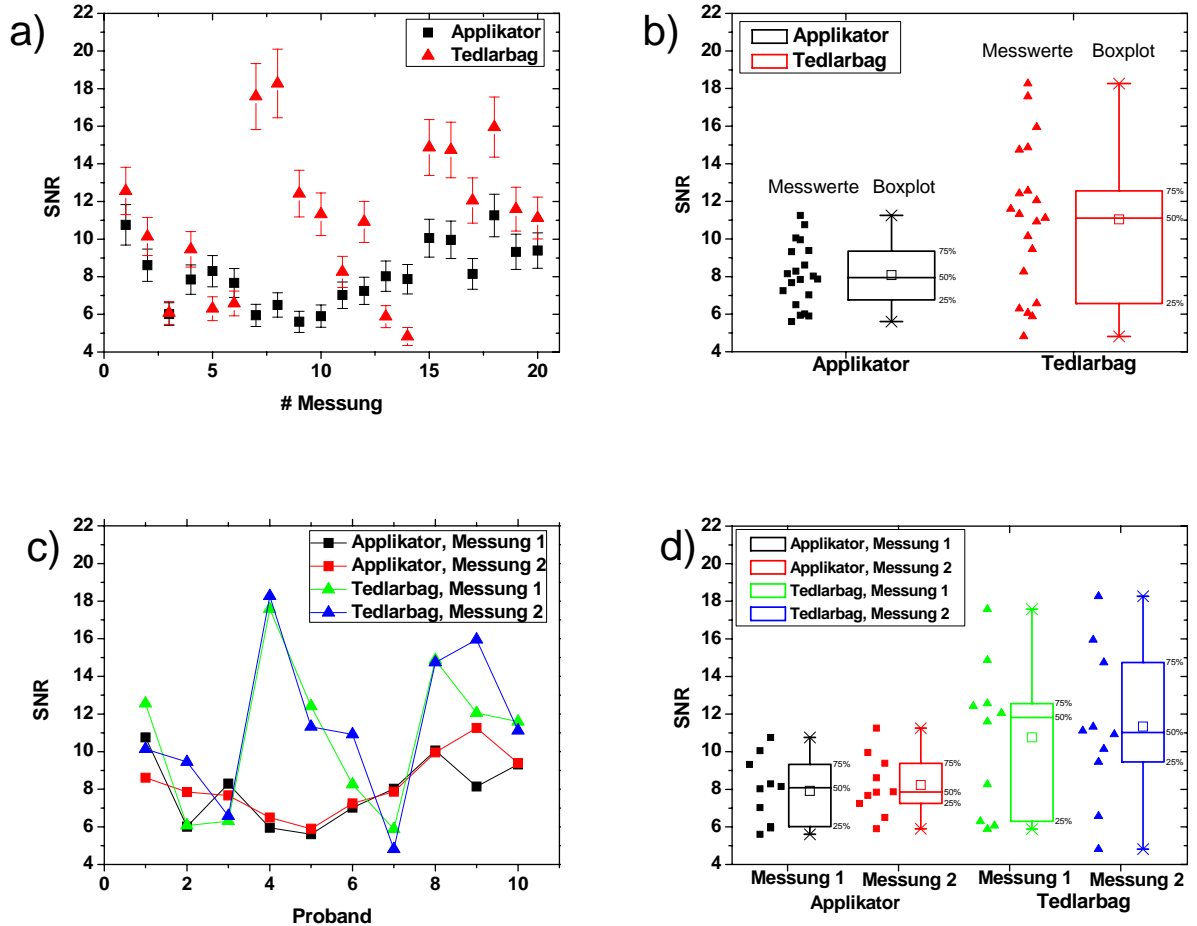 a)
22
20
18
16
14
12
10
8
6
4
SNR
0 5 10 15 20
# Messung
Applikator
Tedlarbag
b)
22
20
18
16
14
12
10
8
6
4
SNR
Applikator
Tedlarbag
Messwerte Boxplot
Messwerte Boxplot
75%
50%
25%
75%
50%
25%
Applikator Tedlarbag
c)
22
20
18
16
14
12
10
8
6
4
SNR
0 2 4 6 8 10
Proband
Applikator, Messung 1
Applikator, Messung 2
Tedlarbag, Messung 1
Tedlarbag, Messung 2
d)
22
20
18
16
14
12
10
8
6
4
SNR
Applikator, Messung 1
Applikator, Messung 2
Tedlarbag, Messung 1
Tedlarbag, Messung 2
75%
50%
25%
75%
50%
25%
75%
50%
25%
75%
50%
25%
Messung 1 Messung 2 Messung 1 Messung 2
Applikator Tedlarbag